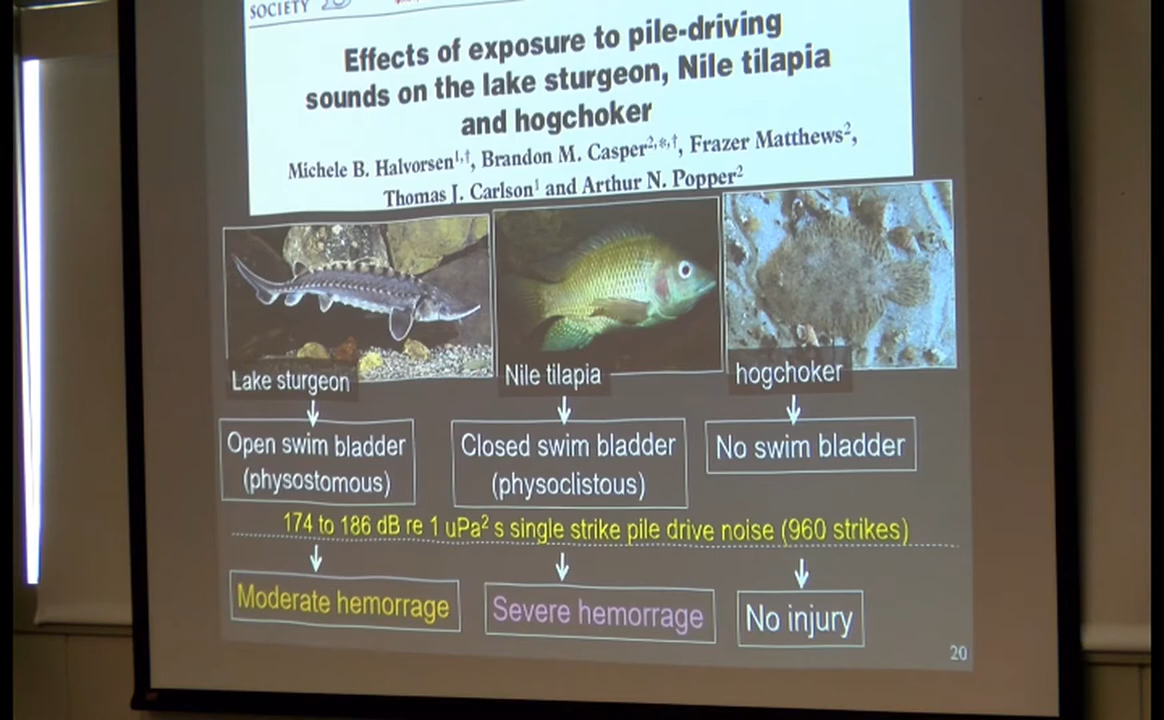 SOCIETY
Effects of exposure to pile-driving
sounds on the lake sturgeon, Nile tilapia
and hogchoker
Michele B. Halvorsen1,†, Brandon M. Casper2,*,†, Frazer Matthews2,
Thomas J. Carlson1 and Arthur N. Popper2
Lake sturgeon
Nile tilapia
hogchoker
Open swim bladder
(physostomous)
Closed swim bladder
(physoclistous)
No swim bladder
174 to 186 dB re 1 uPa2 s single strike pile drive noise (960 strikes)
Moderate hemorrage
Severe hemorrage
No injury
20